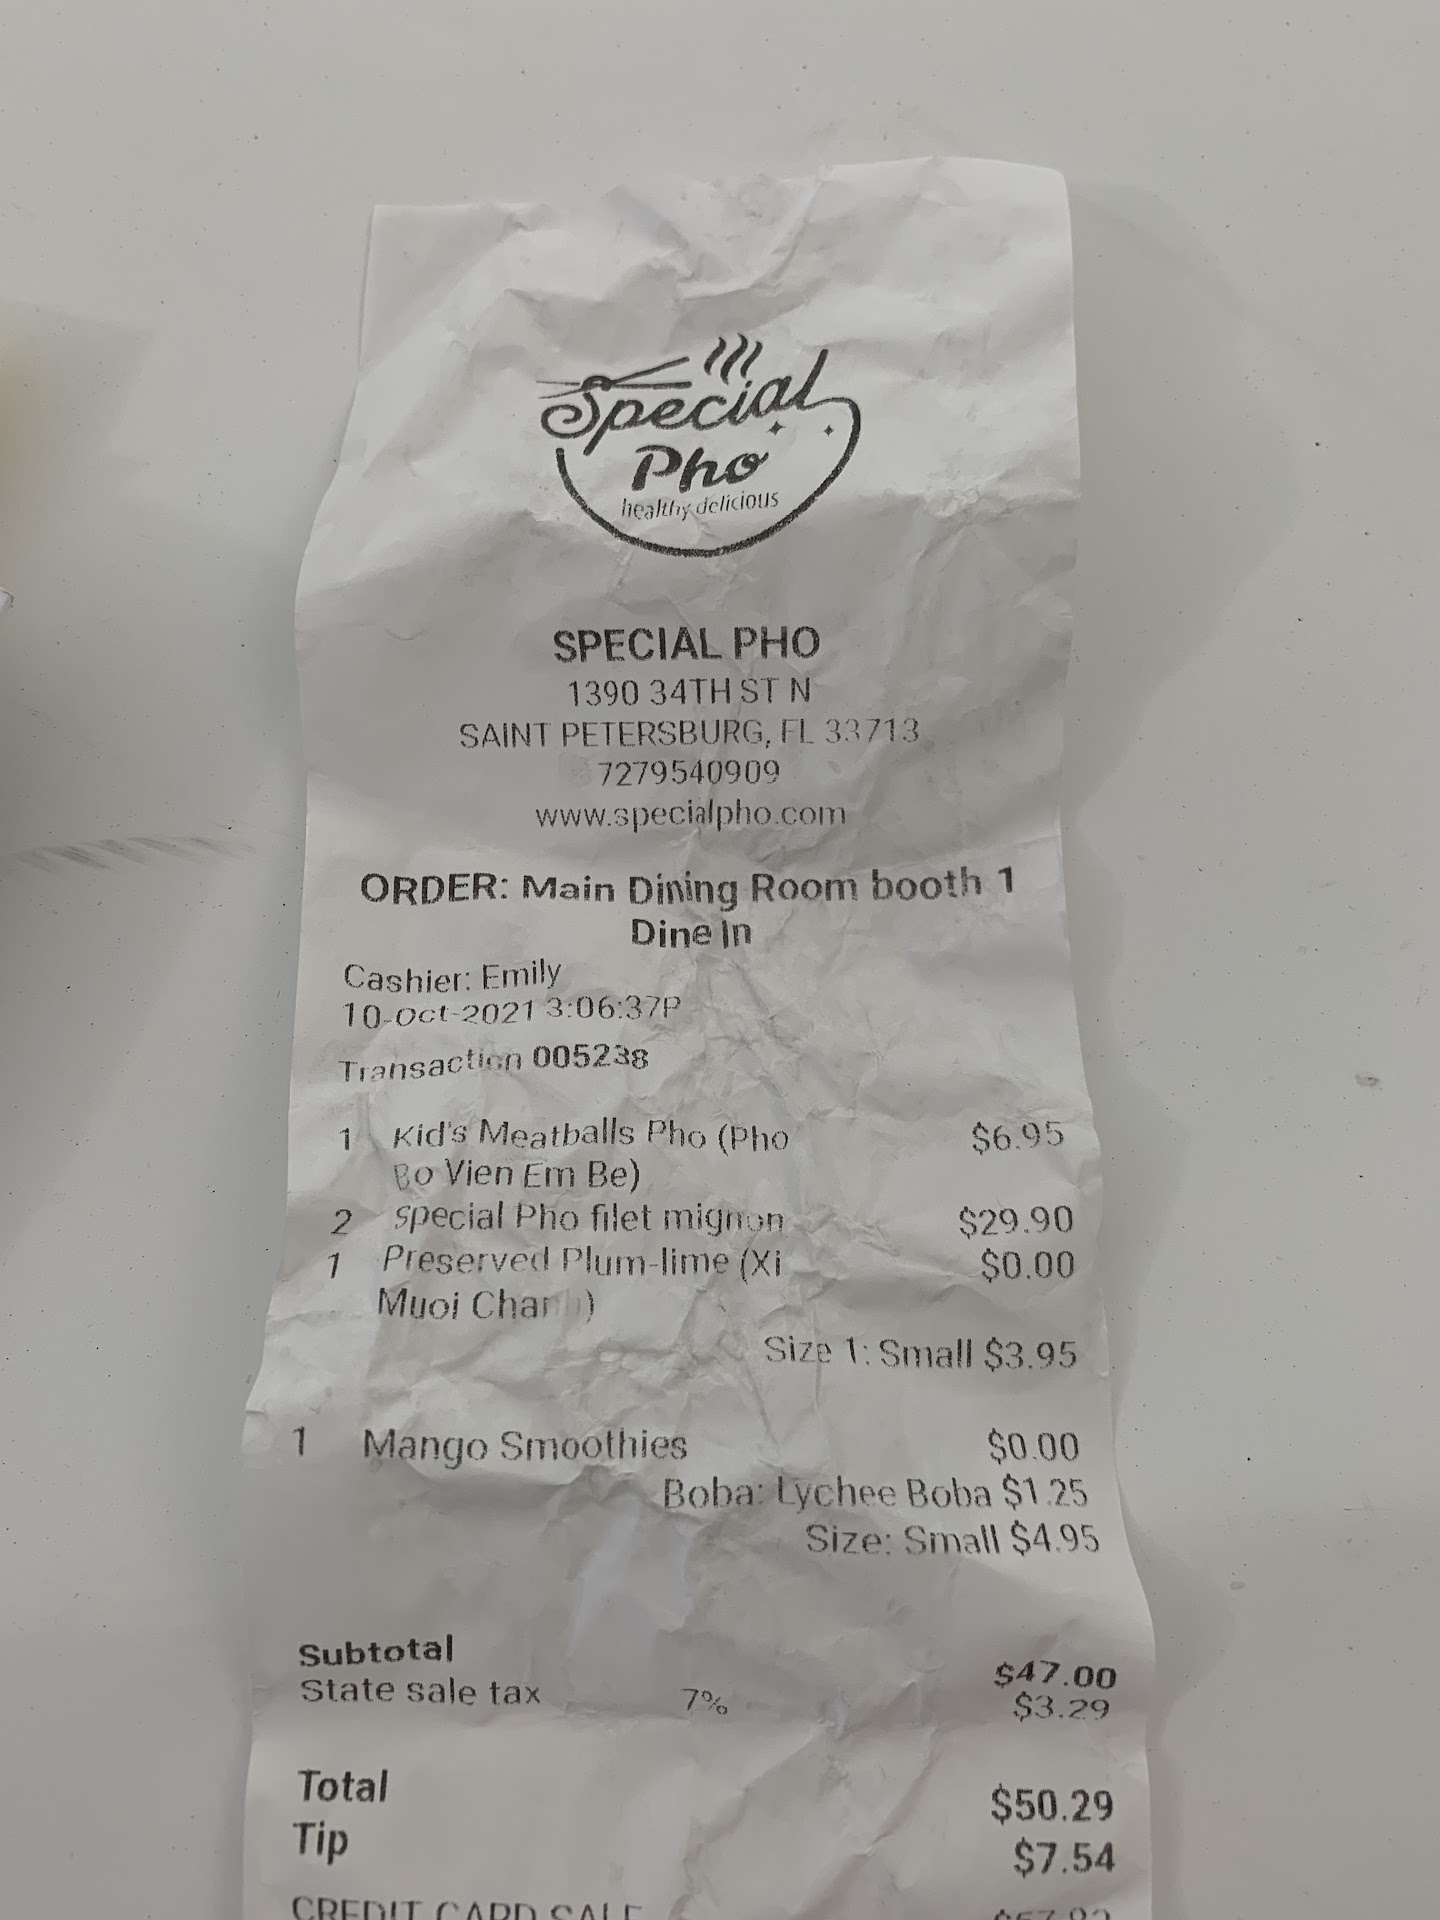 Special
Pho
healthy delicious
SPECIAL PHO
1390 34TH ST N
SAINT PETERSBURG, FL 33713
7279540909
www.specialpho.com
ORDER: Main Dining Room booth 1
Dine In
Cashier: Emily
10-Oct-2021 3:06:37P
Transaction 005238
1 Kid's Meatballs Pho (Pho $6.95
Bo Vien Em Be)
2 special Pho filet mignon $29.90
1 Preserved Plum-lime (Xi $0.00
Muoi Chanh)
Size 1: Small $3.95
1 Mango Smoothies $0.00
Boba: Lychee Boba $1.25
Size: Small $4.95
Subtotal $47.00
State sale tax 7% $3.29
Total $50.29
Tip $7.54
CREDIT CARD SALE